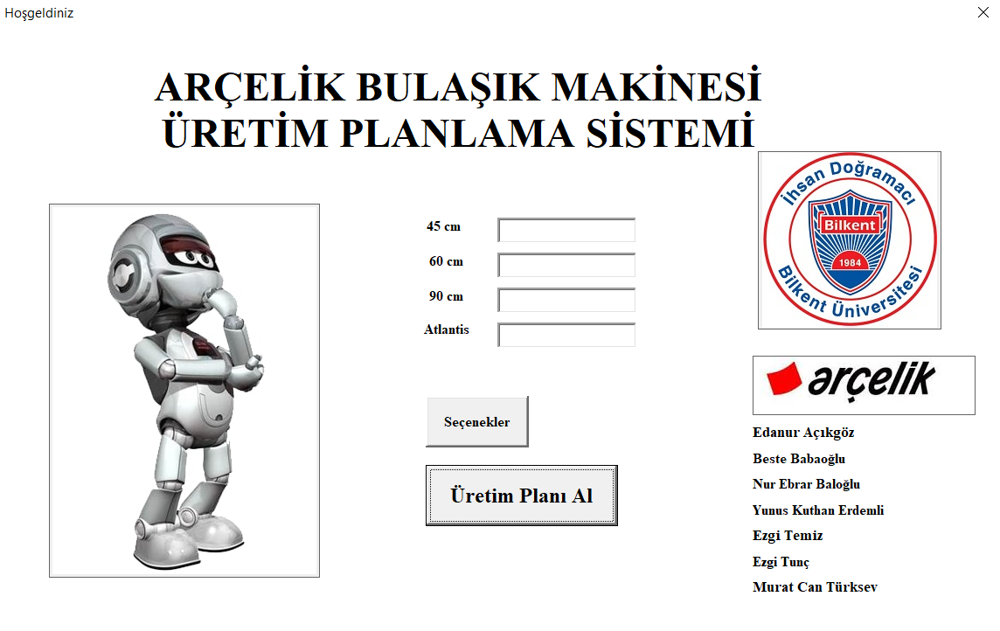 Hoşgeldiniz
ARÇELİK BULAŞIK MAKİNESİ
ÜRETİM PLANLAMA SİSTEMİ
İhsan Doğramacı
Bilkent
1984
Bilkent Üniversitesi
45 cm
60 cm
90 cm
Atlantis
Seçenekler
Üretim Planı Al
arçelik
Edanur Açıkgöz
Beste Babaoğlu
Nur Ebrar Baloğlu
Yunus Kuthan Erdemli
Ezgi Temiz
Ezgi Tunç
Murat Can Türksev